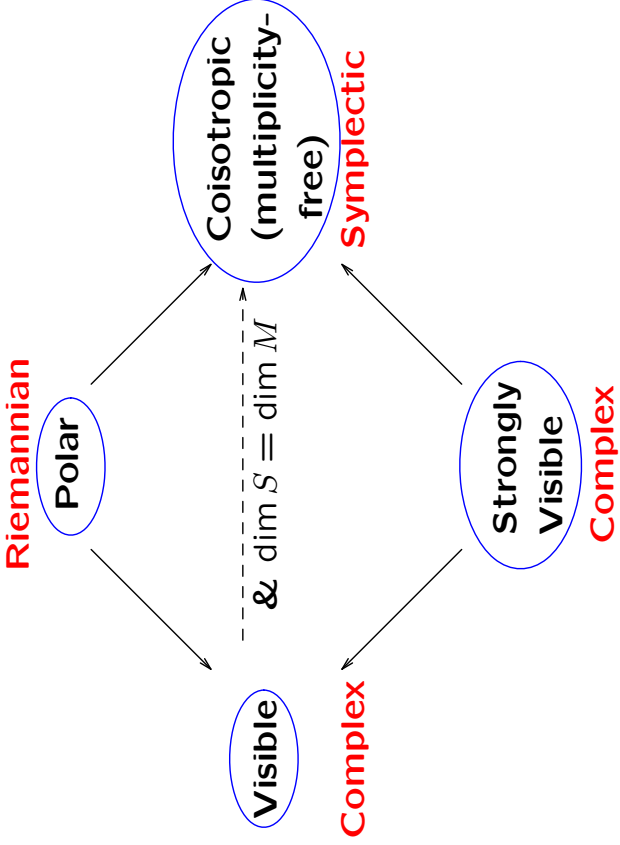 Riemannian
Polar
Visible
Complex
& dim S = dim M
Coisotropic
(multiplicity-
free)
Symplectic
Strongly
Visible
Complex